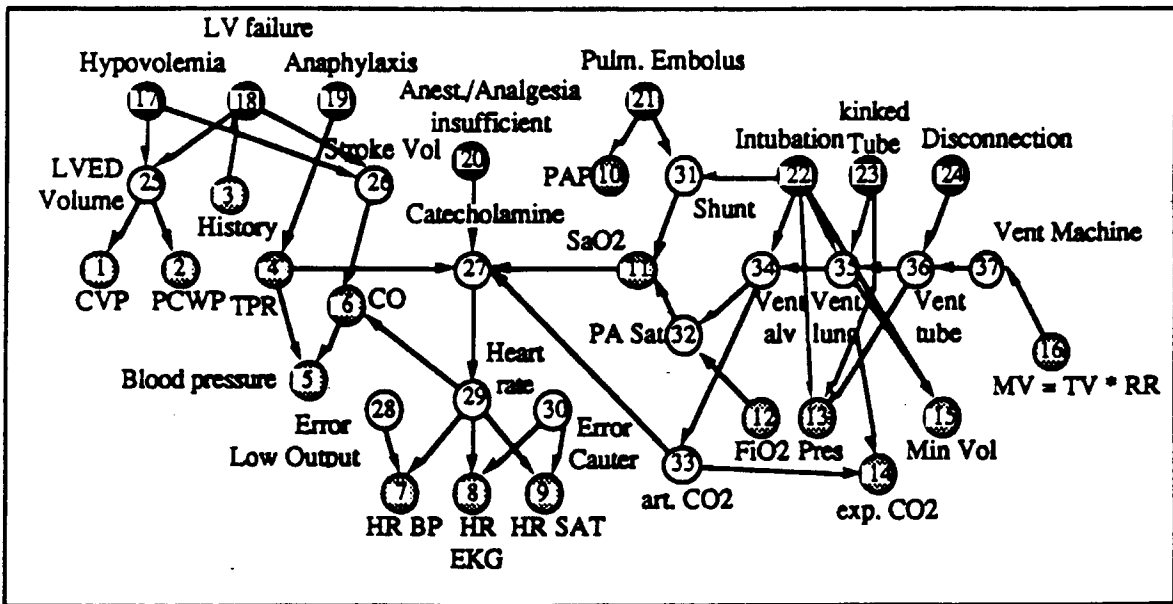 LV failure
Hypovolemia
Anaphylaxis
Pulm. Embolus
17
18
19
Anest./Analgesia
insufficient
21
kinked
Tube
Intubation
Disconnection
LVED
Volume
25
3
History
Stroke Vol
26
20
PAP
10
31
Shunt
22
23
24
Catecholamine
SaO2
Vent Machine
1
CVP
2
PCWP
4
TPR
6
CO
27
11
34
35
36
37
Vent
alv
Vent
lung
Vent
tube
PA Sat
32
16
MV = TV * RR
Blood pressure
5
Heart
rate
29
28
30
Error
Low Output
Error
Cauter
12
FiO2
13
Pres
15
Min Vol
33
art. CO2
14
exp. CO2
7
8
9
HR BP
HR
EKG
HR SAT